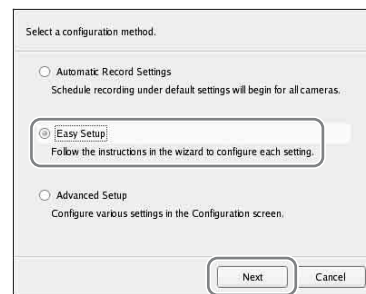 Select a configuration method.
Automatic Record Settings
Schedule recording under default settings will begin for all cameras.
Easy Setup
Follow the instructions in the wizard to configure each setting.
Advanced Setup
Configure various settings in the Configuration screen.
Next Cancel